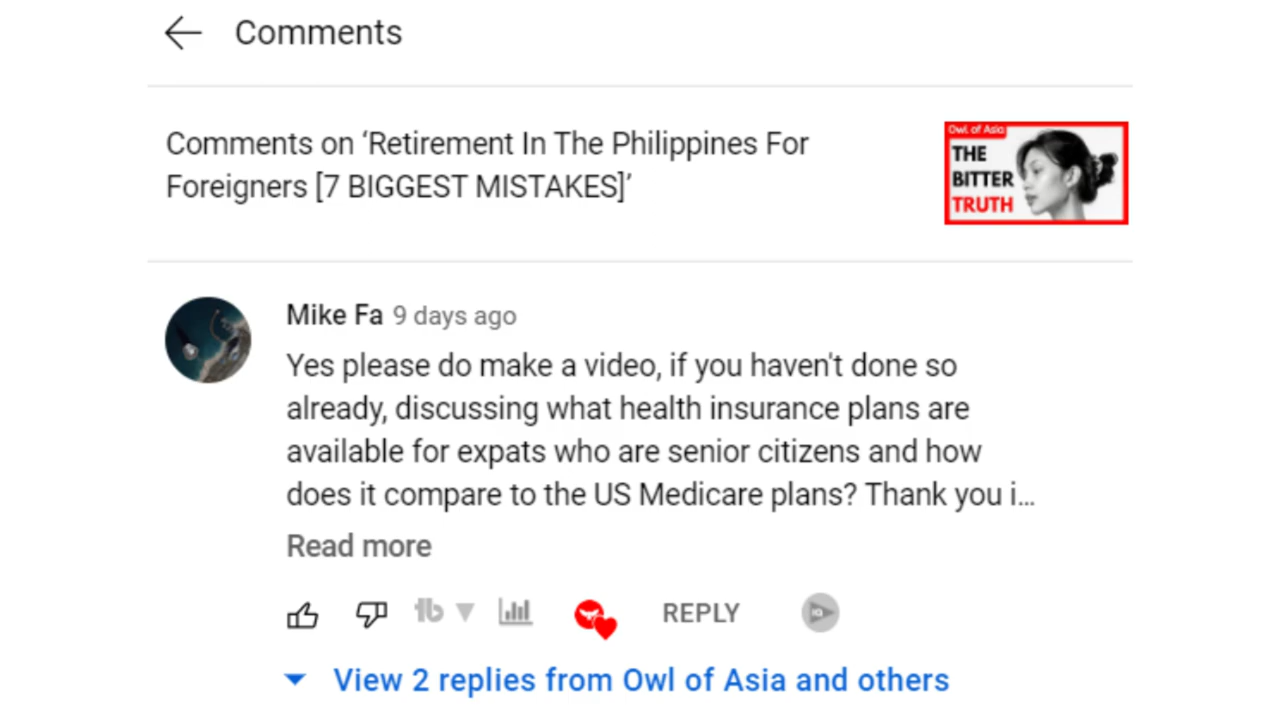 Comments
Comments on ‘Retirement In The Philippines For
Foreigners [7 BIGGEST MISTAKES]’
Owl of Asia
THE
BITTER
TRUTH
Mike Fa 9 days ago
Yes please do make a video, if you haven't done so
already, discussing what health insurance plans are
available for expats who are senior citizens and how
does it compare to the US Medicare plans? Thank you i...
Read more
tb
REPLY
IQ
View 2 replies from Owl of Asia and others